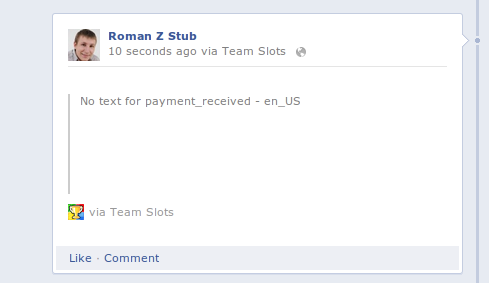 Roman Z Stub
10 seconds ago via Team Slots
No text for payment_received - en_US
via Team Slots
Like · Comment